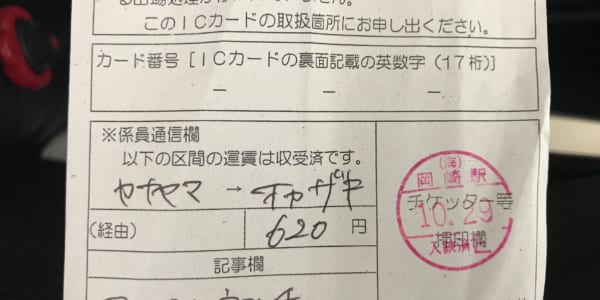 このICカードの取扱箇所にお申し出ください。
カード番号[ICカードの裏面記載の英数字(17桁)]
－ － －
※係員通信欄
以下の区間の運賃は収受済です。
カナヤマ → オカザキ
(経由) 620 円
(海)
岡崎駅
チケッター等
10.29
押印欄
記事欄